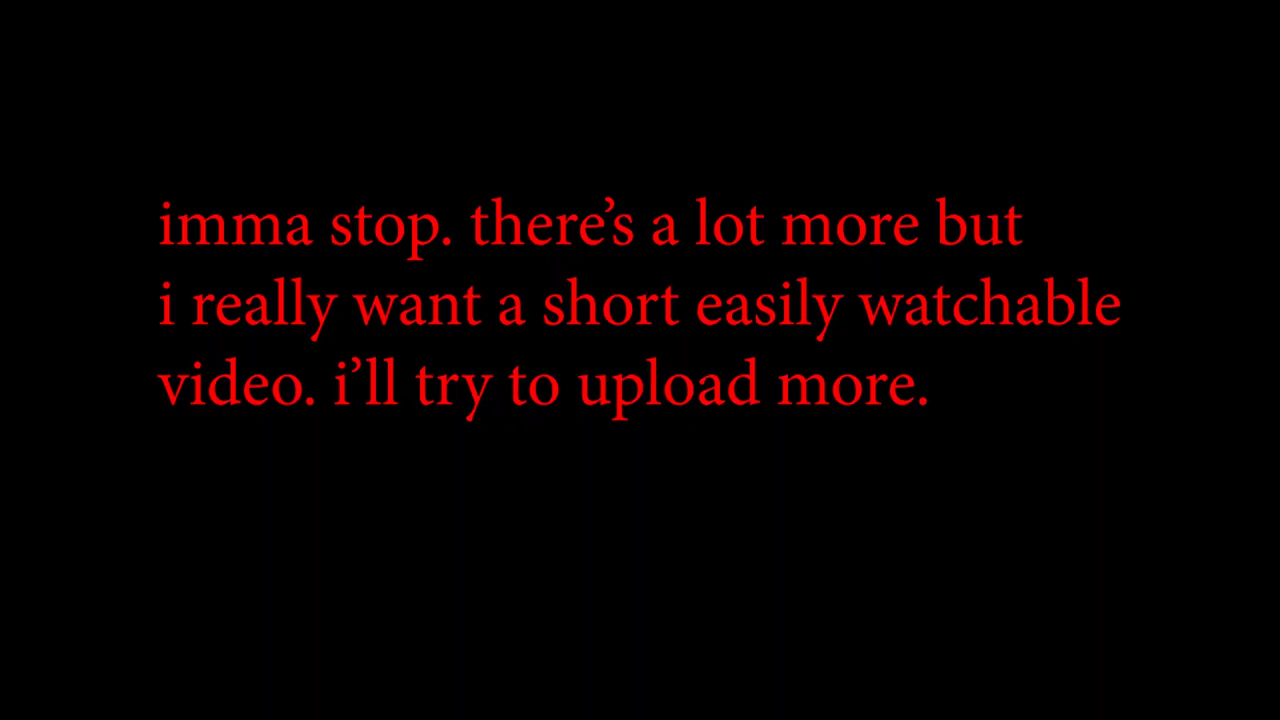 imma stop. there’s a lot more but
i really want a short easily watchable
video. i’ll try to upload more.